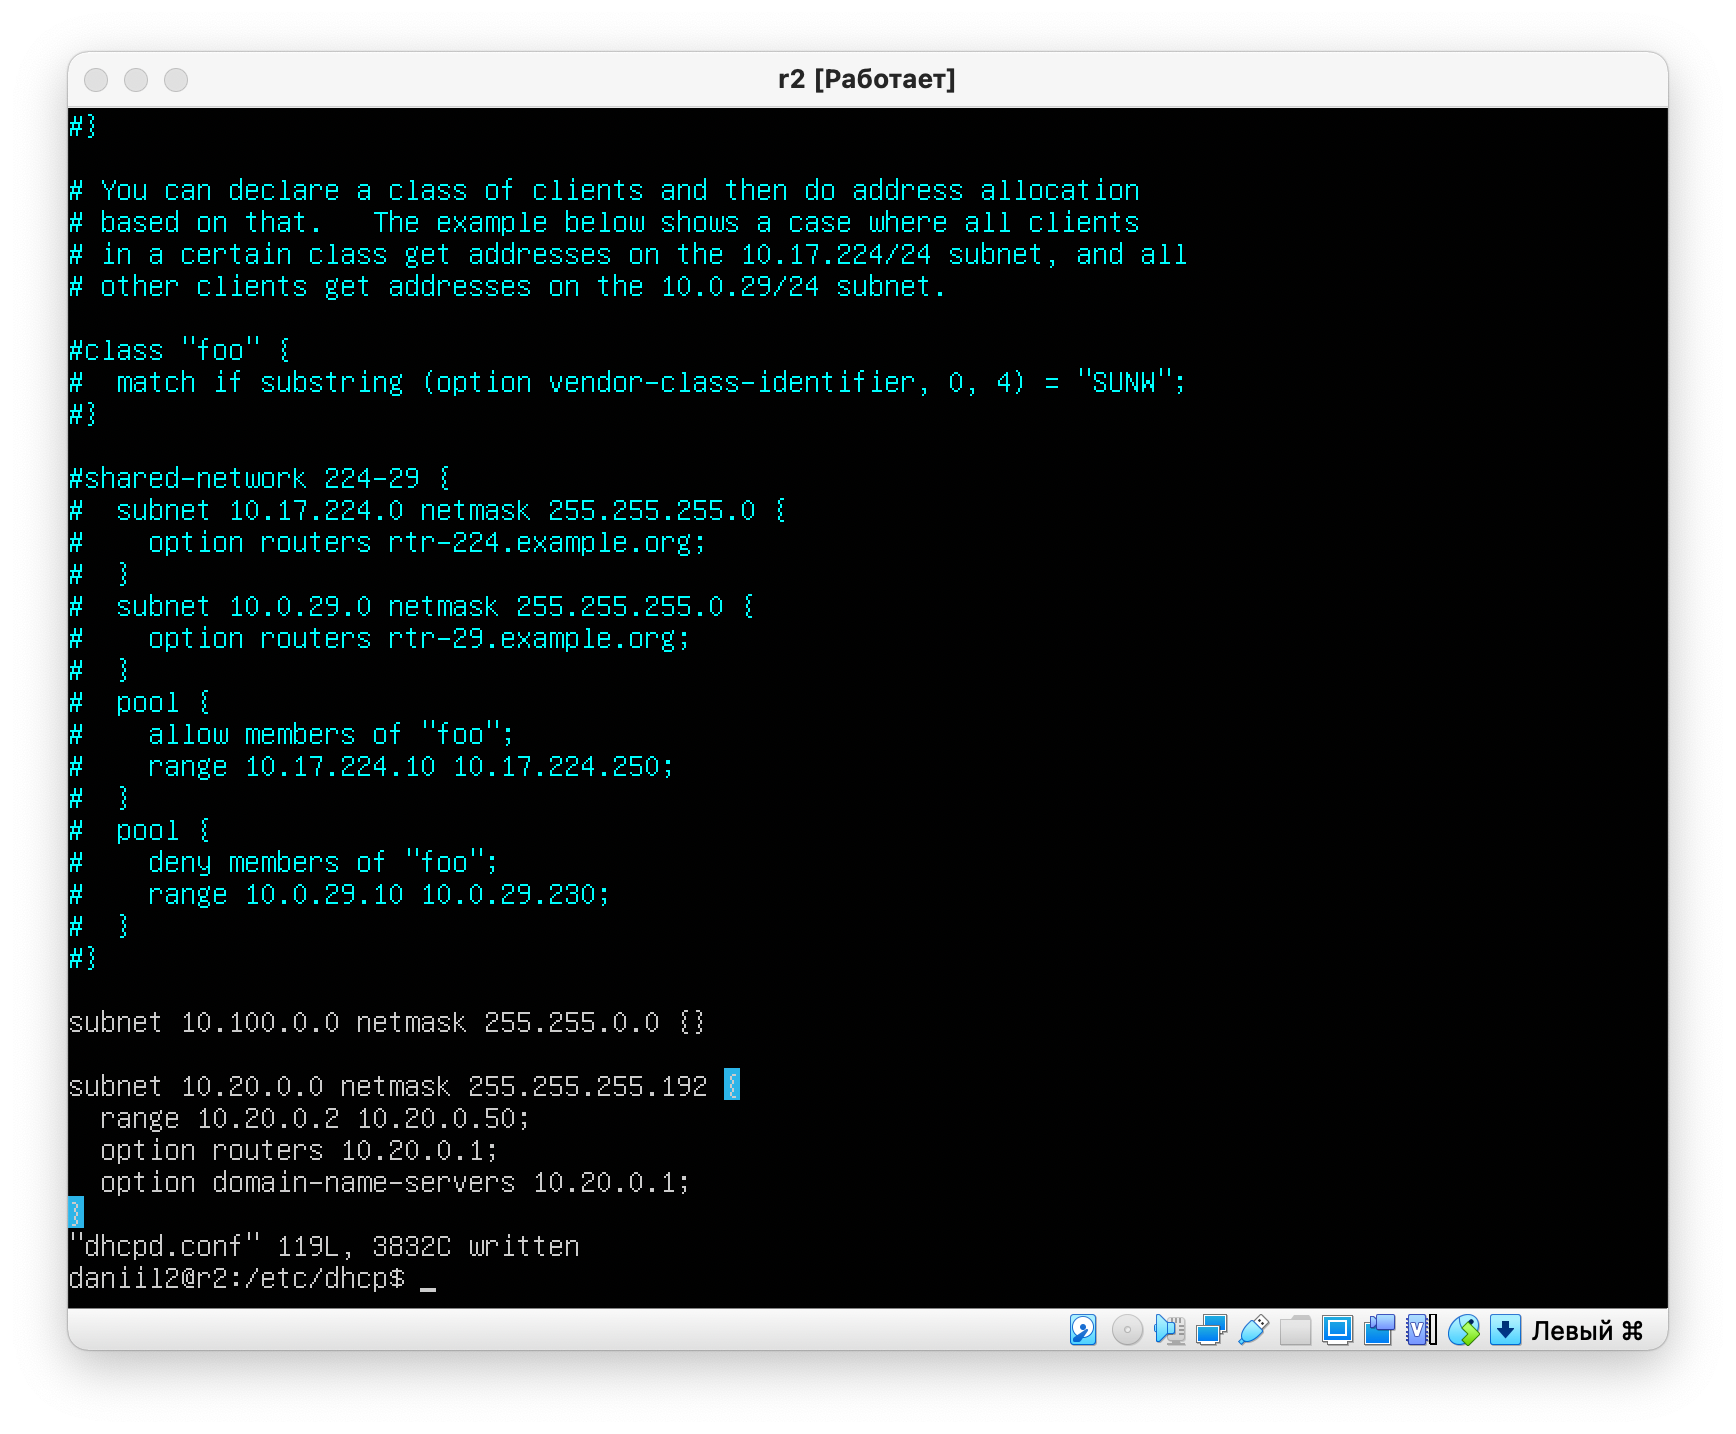 r2 [Работает]
#}
# You can declare a class of clients and then do address allocation
# based on that.   The example below shows a case where all clients
# in a certain class get addresses on the 10.17.224/24 subnet, and all
# other clients get addresses on the 10.0.29/24 subnet.
#class "foo" {
#  match if substring (option vendor-class-identifier, 0, 4) = "SUNW";
#}
#shared-network 224-29 {
#  subnet 10.17.224.0 netmask 255.255.255.0 {
#    option routers rtr-224.example.org;
#  }
#  subnet 10.0.29.0 netmask 255.255.255.0 {
#    option routers rtr-29.example.org;
#  }
#  pool {
#    allow members of "foo";
#    range 10.17.224.10 10.17.224.250;
#  }
#  pool {
#    deny members of "foo";
#    range 10.0.29.10 10.0.29.230;
#  }
#}
subnet 10.100.0.0 netmask 255.255.0.0 {}
subnet 10.20.0.0 netmask 255.255.255.192 {
  range 10.20.0.2 10.20.0.50;
  option routers 10.20.0.1;
  option domain-name-servers 10.20.0.1;
}
"dhcpd.conf" 119L, 3832C written
daniil2@r2:/etc/dhcp$ _
Левый ⌘